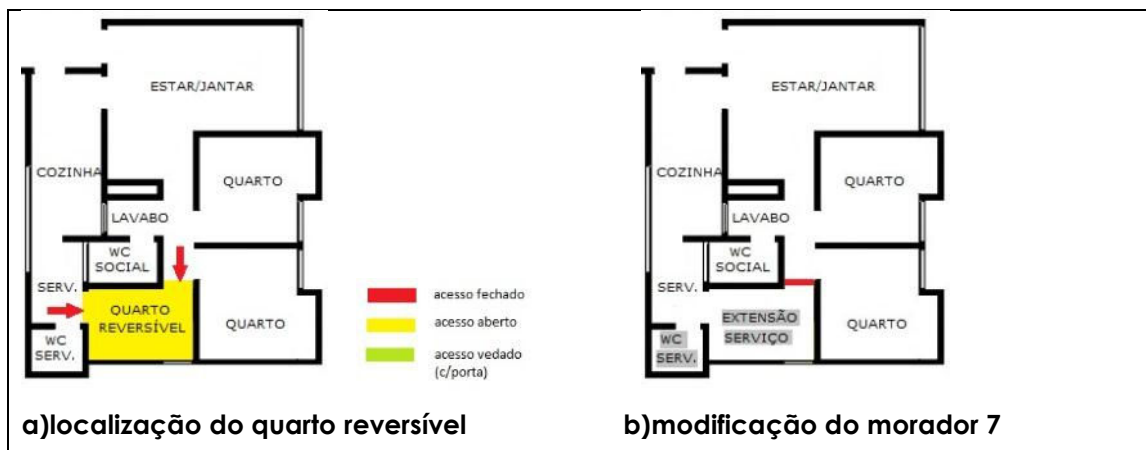 ESTAR/JANTAR
COZINHA
QUARTO
LAVABO
WC
SOCIAL
SERV.
QUARTO
REVERSÍVEL
QUARTO
WC
SERV.
acesso fechado
acesso aberto
acesso vedado
(c/porta)
a)localização do quarto reversível
ESTAR/JANTAR
COZINHA
QUARTO
LAVABO
WC
SOCIAL
SERV.
EXTENSÃO
SERVIÇO
QUARTO
WC
SERV.
b)modificação do morador 7